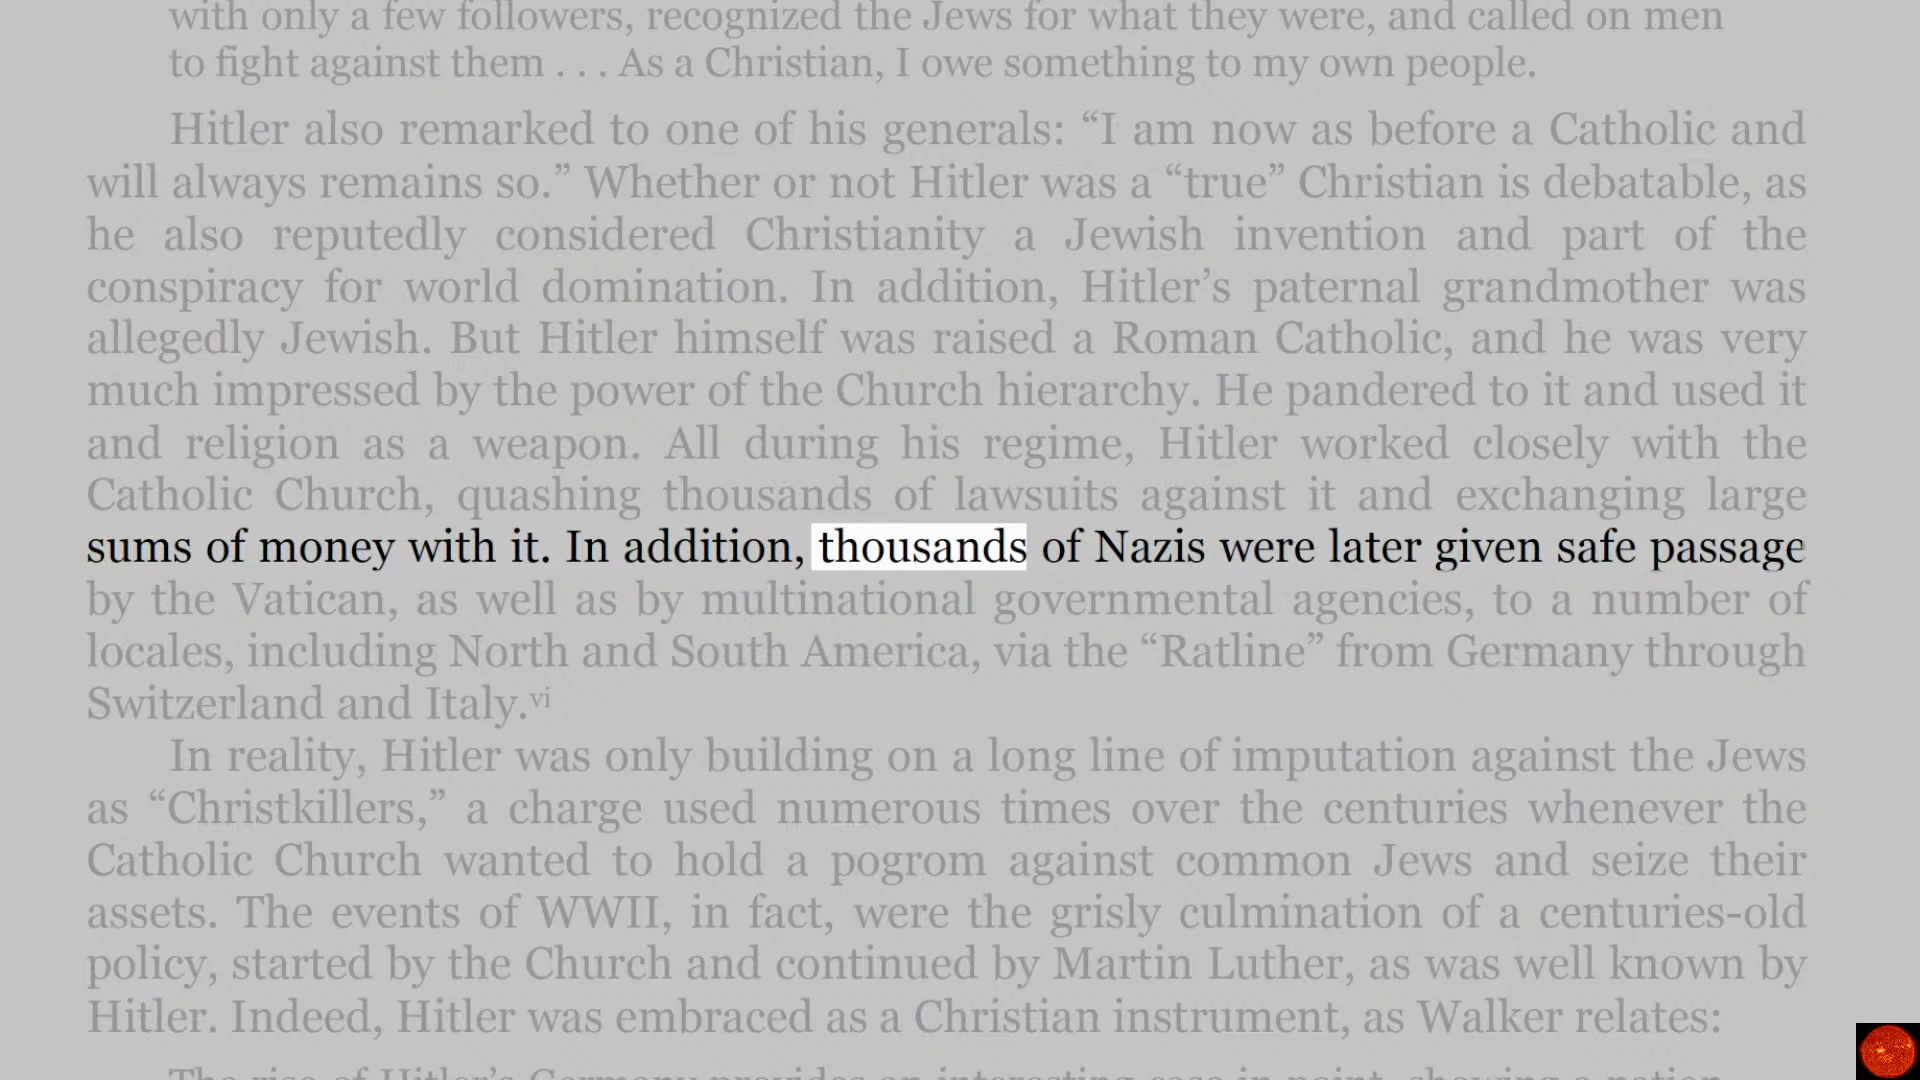 with only a few followers, recognized the Jews for what they were, and called on men
to fight against them . . . As a Christian, I owe something to my own people.
Hitler also remarked to one of his generals: “I am now as before a Catholic and
will always remains so.” Whether or not Hitler was a “true” Christian is debatable, as
he also reputedly considered Christianity a Jewish invention and part of the
conspiracy for world domination. In addition, Hitler’s paternal grandmother was
allegedly Jewish. But Hitler himself was raised a Roman Catholic, and he was very
much impressed by the power of the Church hierarchy. He pandered to it and used it
and religion as a weapon. All during his regime, Hitler worked closely with the
Catholic Church, quashing thousands of lawsuits against it and exchanging large
sums of money with it. In addition, thousands of Nazis were later given safe passage
by the Vatican, as well as by multinational governmental agencies, to a number of
locales, including North and South America, via the “Ratline” from Germany through
Switzerland and Italy.vi
In reality, Hitler was only building on a long line of imputation against the Jews
as “Christkillers,” a charge used numerous times over the centuries whenever the
Catholic Church wanted to hold a pogrom against common Jews and seize their
assets. The events of WWII, in fact, were the grisly culmination of a centuries-old
policy, started by the Church and continued by Martin Luther, as was well known by
Hitler. Indeed, Hitler was embraced as a Christian instrument, as Walker relates:
The rise of Hitler’s Germany provides an interesting case in point, showing a nation